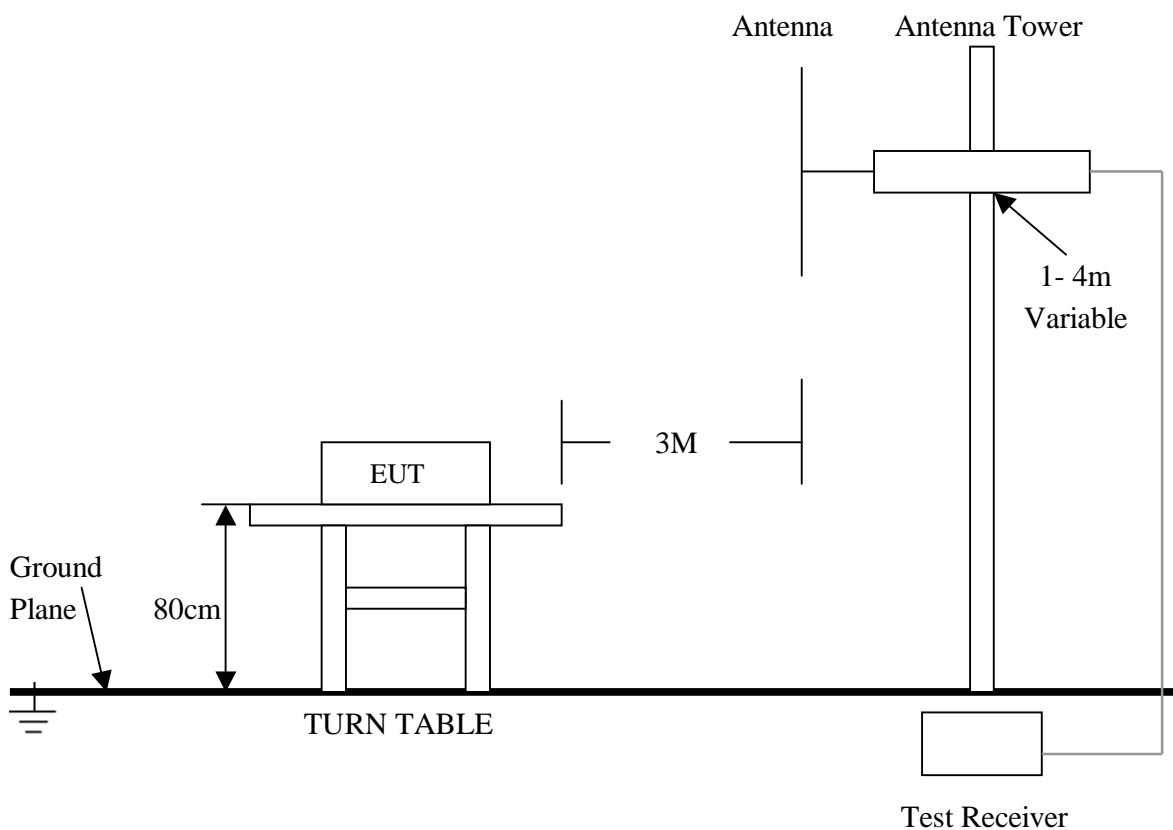 Antenna
Antenna Tower
1- 4m
Variable
3M
EUT
Ground
Plane
80cm
TURN TABLE
Test Receiver